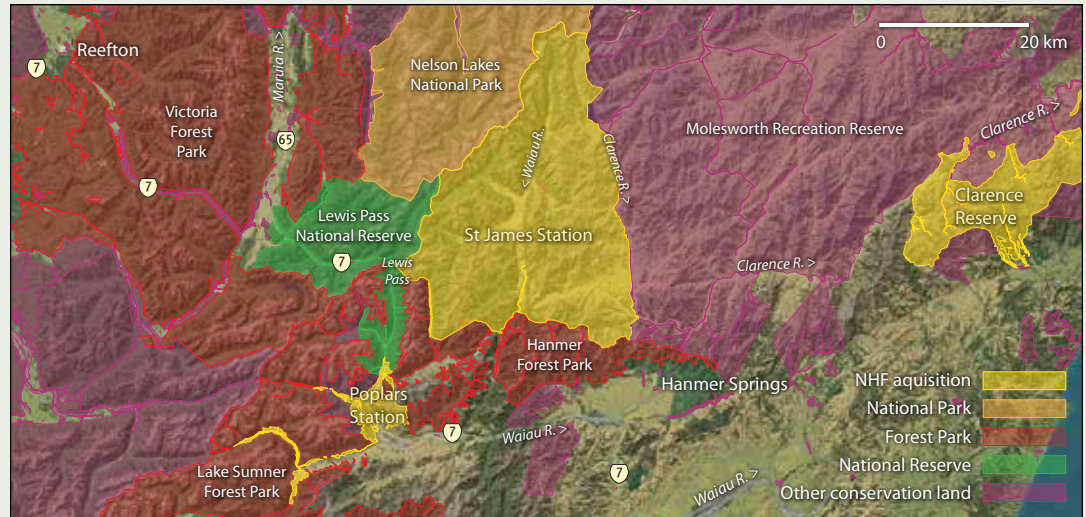 Reefton
7
Maruia R. >
Nelson Lakes
National Park
0
20 km
Victoria
Forest
Park
65
Molesworth Recreation Reserve
Clarence R. >
< Waiau R.
Clarence R. >
7
Clarence
Reserve
Lewis Pass
National Reserve
St James Station
7
Lewis
Pass
Clarence R. >
Hanmer
Forest Park
Hanmer Springs
Poplars
Station
7
Waiau R. >
Lake Sumner
Forest Park
7
Waiau R. >
NHF aquisition
National Park
Forest Park
National Reserve
Other conservation land